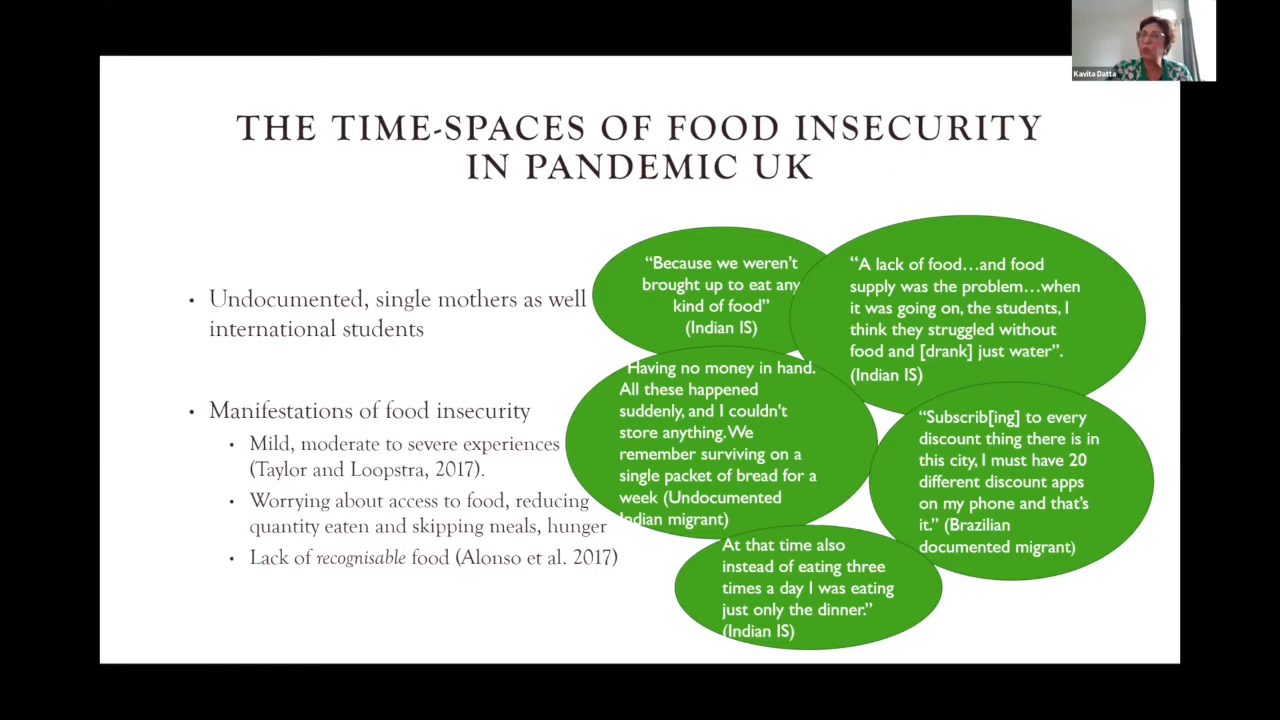 Kavita Datta
THE TIME-SPACES OF FOOD INSECURITY
IN PANDEMIC UK
• Undocumented, single mothers as well
international students
• Manifestations of food insecurity
• Mild, moderate to severe experiences
(Taylor and Loopstra, 2017).
• Worrying about access to food, reducing
quantity eaten and skipping meals, hunger
• Lack of recognisable food (Alonso et al. 2017)
“Because we weren’t
brought up to eat any
kind of food”
(Indian IS)
“A lack of food…and food
supply was the problem…when
it was going on, the students, I
think they struggled without
food and [drank] just water”.
(Indian IS)
“Having no money in hand.
All these happened
suddenly, and I couldn't
store anything. We
remember surviving on a
single packet of bread for a
week (Undocumented
Indian migrant)
“Subscrib[ing] to every
discount thing there is in
this city, I must have 20
different discount apps
on my phone and that’s
it.” (Brazilian
documented migrant)
At that time also
instead of eating three
times a day I was eating
just only the dinner.”
(Indian IS)